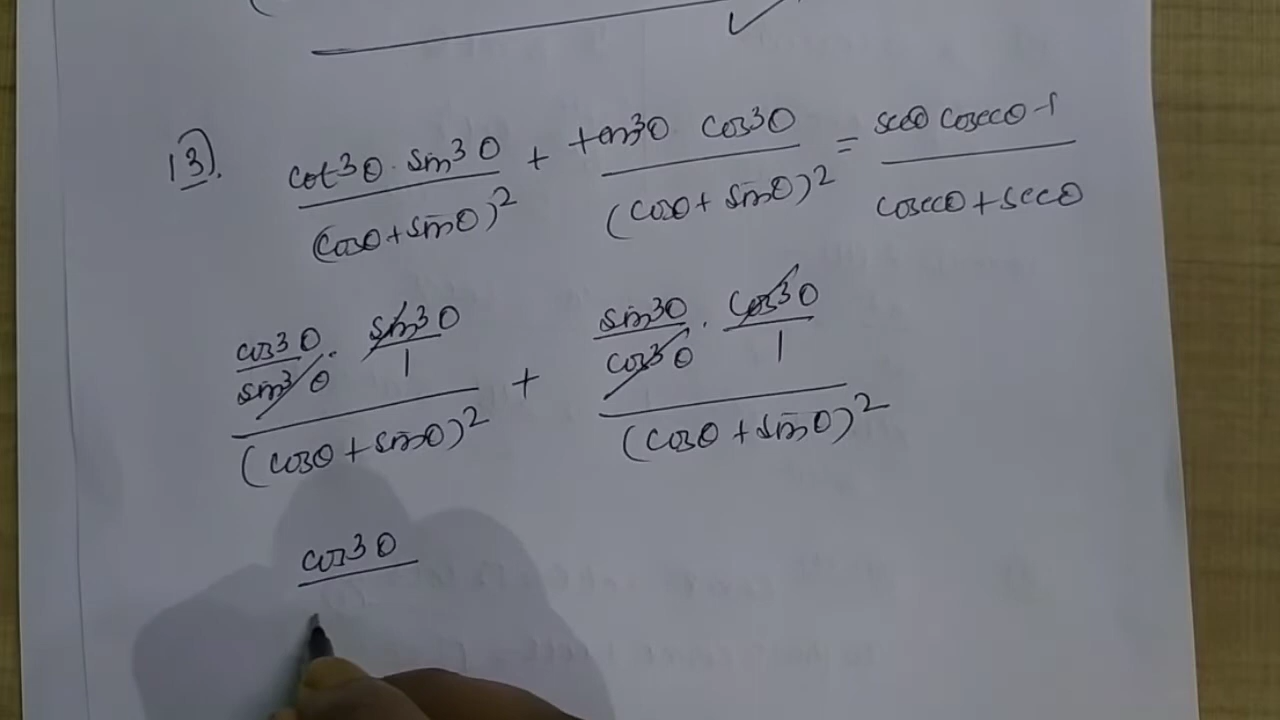 13). cot³θ · sin³θ / (cosθ + sinθ)² + tan³θ cos³θ / (cosθ + sinθ)² = secθ cosecθ - 1 / cosecθ + secθ
cos³θ / sin³θ · sin³θ / 1 / (cosθ + sinθ)² + sin³θ / cos³θ · cos³θ / 1 / (cosθ + sinθ)²
cos³θ